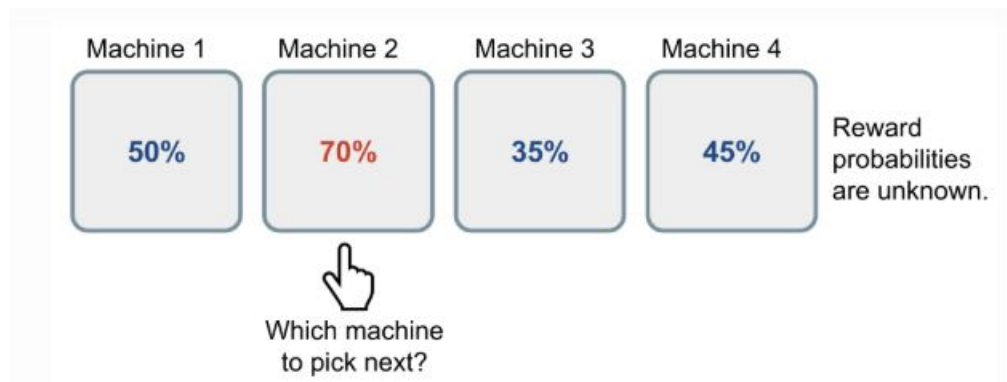 Machine 1
Machine 2
Machine 3
Machine 4
50%
70%
35%
45%
Reward
probabilities
are unknown.
Which machine
to pick next?